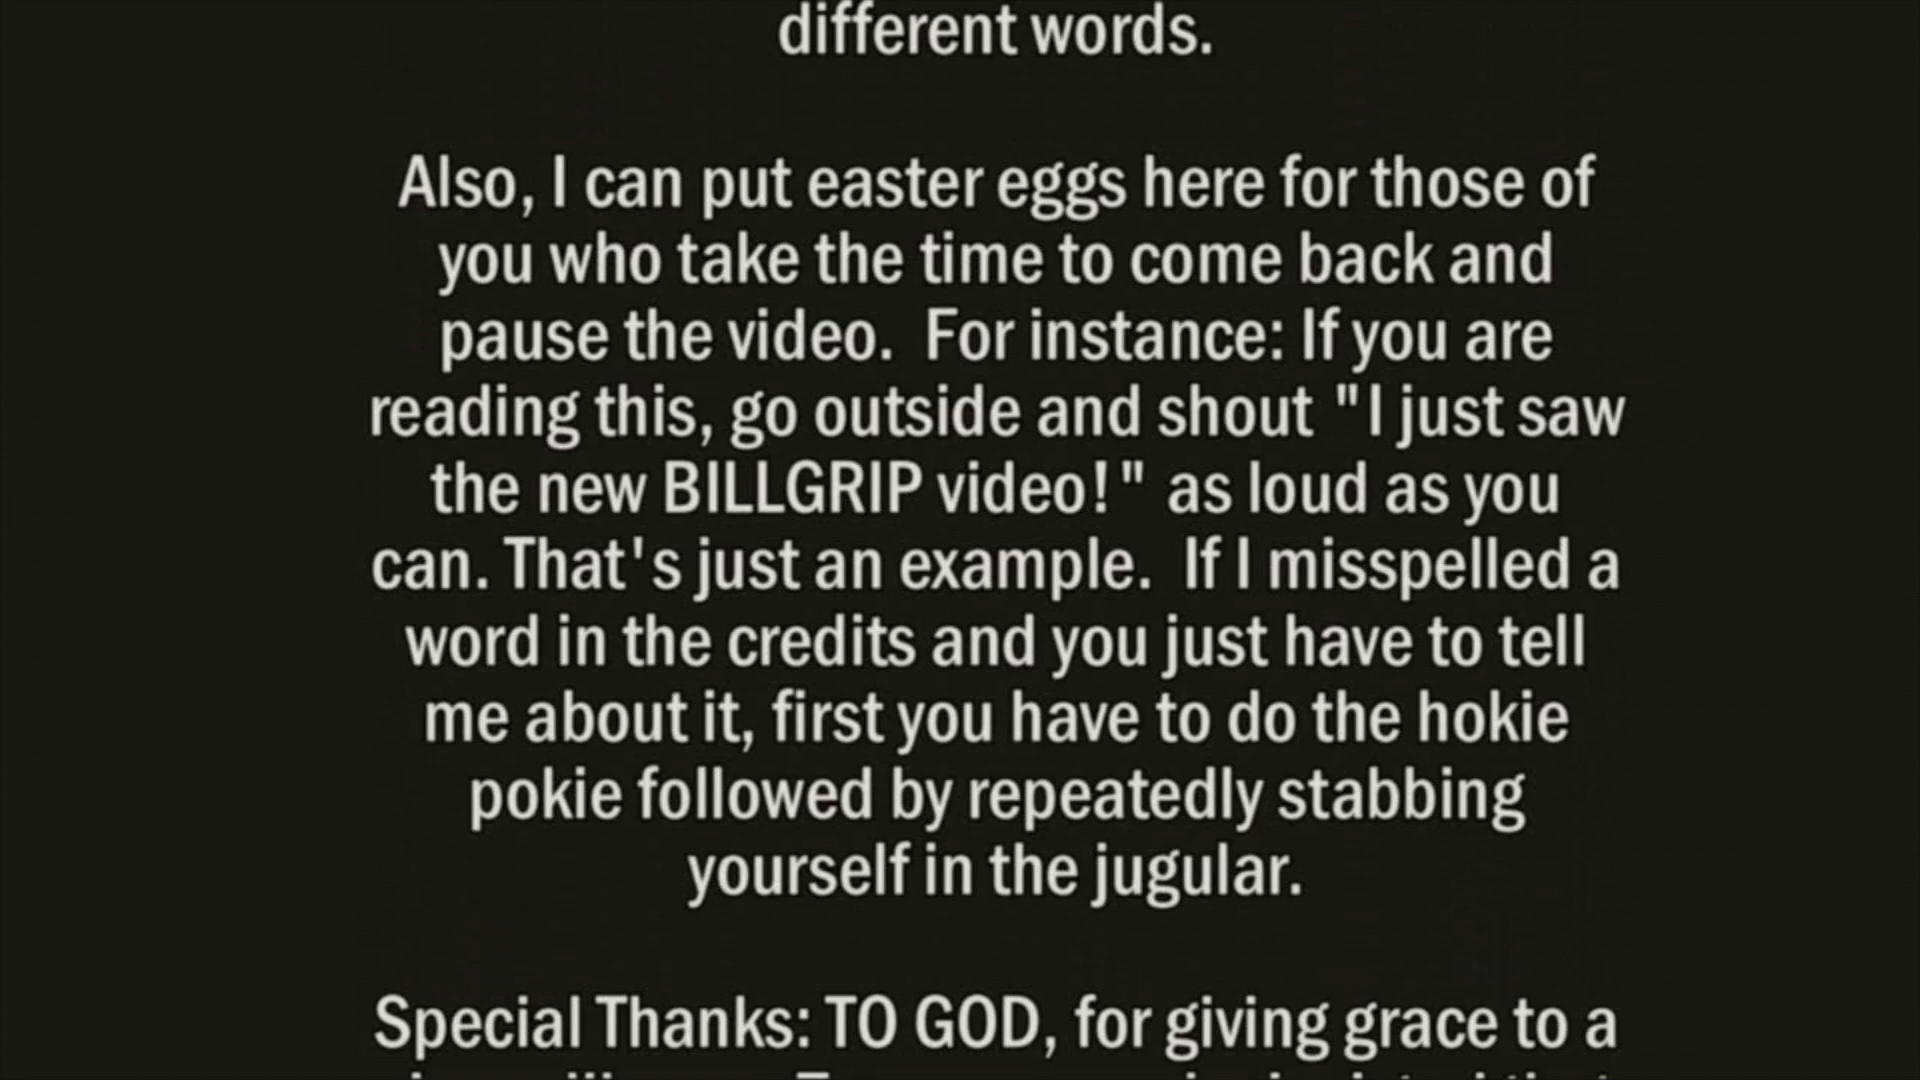 different words.
Also, I can put easter eggs here for those of
you who take the time to come back and
pause the video.  For instance: If you are
reading this, go outside and shout "I just saw
the new BILLGRIP video!" as loud as you
can. That's just an example.  If I misspelled a
word in the credits and you just have to tell
me about it, first you have to do the hokie
pokie followed by repeatedly stabbing
yourself in the jugular.
Special Thanks: TO GOD, for giving grace to a